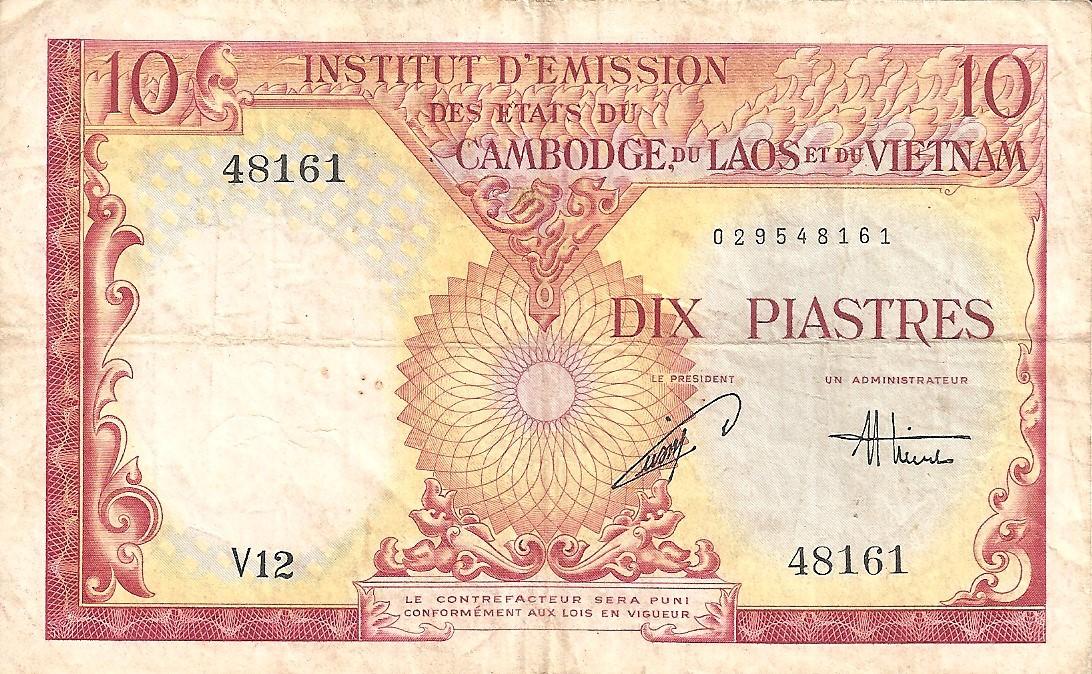 10
INSTITUT D'EMISSION
10
DES ETATS DU
CAMBODGE, DU LAOS ET DU VIETNAM
48161
029548161
DIX PIASTRES
LE PRESIDENT
UN ADMINISTRATEUR
V12
48161
LE CONTREFACTEUR SERA PUNI
CONFORMÉMENT AUX LOIS EN VIGUEUR